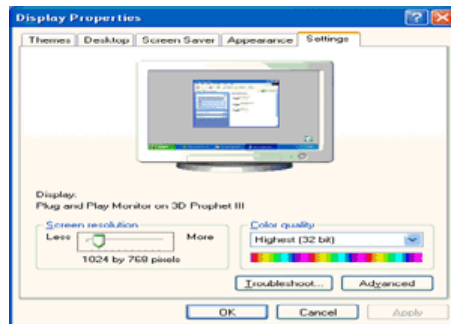 Display Properties
Themes Desktop Screen Saver Appearance Settings
Display:
Plug and Play Monitor on 3D Prophet III
Screen resolution
Less More
1024 by 768 pixels
Color quality
Highest (32 bit)
Troubleshoot... Advanced
OK Cancel Apply